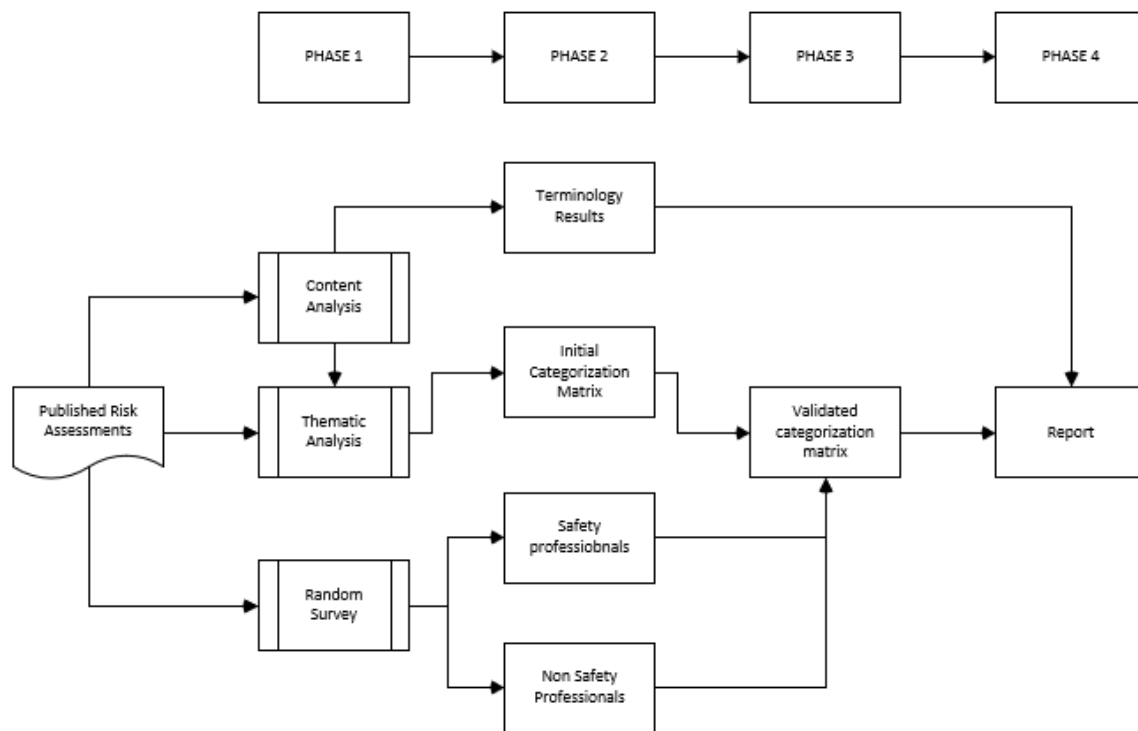 PHASE 1
PHASE 2
PHASE 3
PHASE 4
Terminology
Results
Content
Analysis
Initial
Categorization
Matrix
Published Risk
Assessments
Thematic
Analysis
Validated
categorization
matrix
Report
Safety
professiobnals
Random
Survey
Non Safety
Professionals